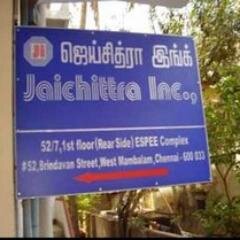 Ji
ஜெய்சித்ரா இங்க்
Jaichittra Inc.,
52/7,1st floor(Rear Side) ESPEE Complex
#52,Brindavan Street,West Mambalam,Chennai - 600 033